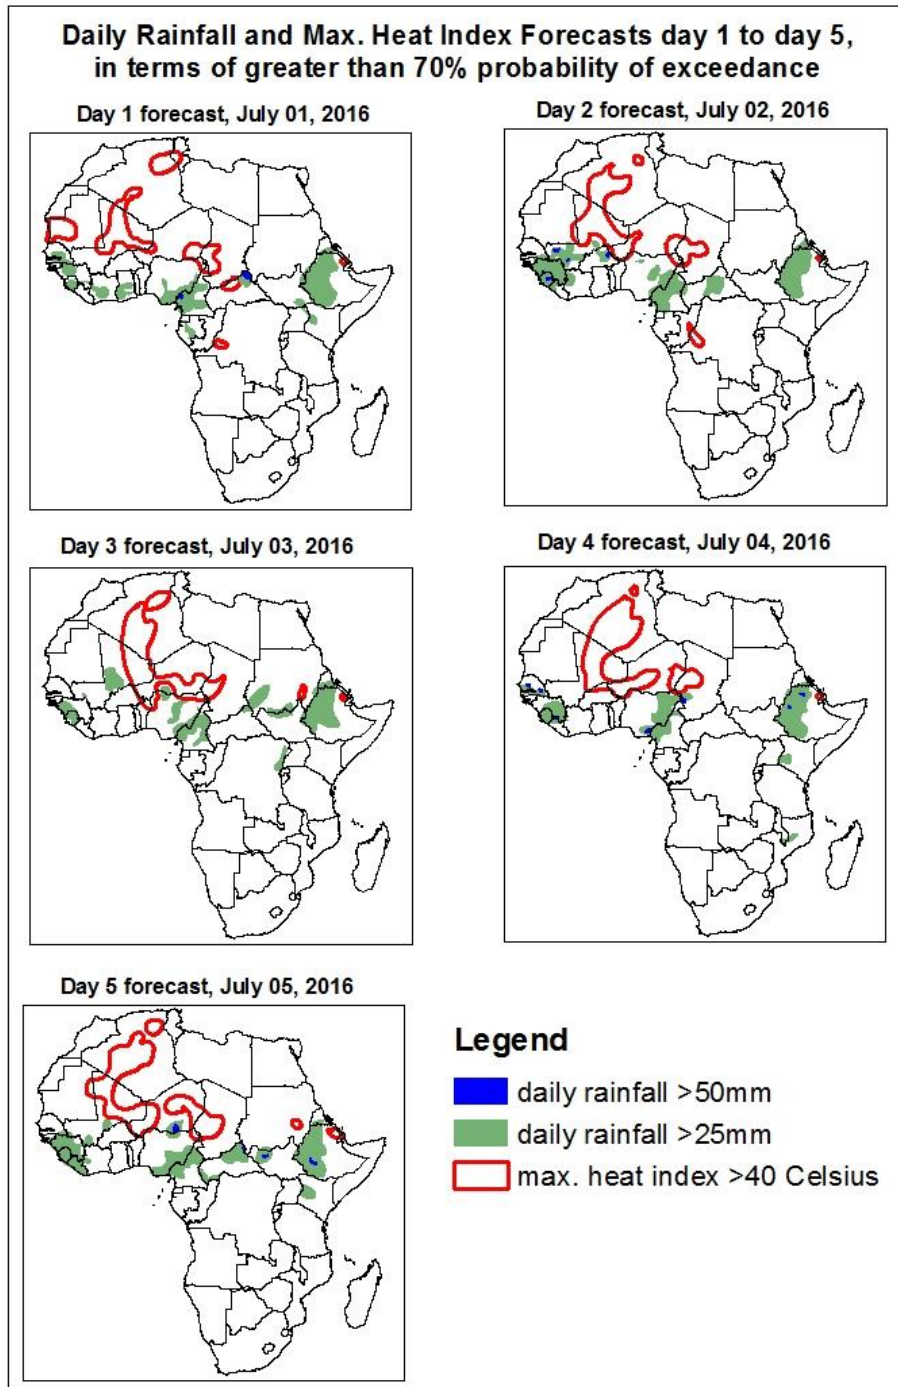 Daily Rainfall and Max. Heat Index Forecasts day 1 to day 5,
in terms of greater than 70% probability of exceedance
Day 1 forecast, July 01, 2016
Day 2 forecast, July 02, 2016
Day 3 forecast, July 03, 2016
Day 4 forecast, July 04, 2016
Day 5 forecast, July 05, 2016
Legend
daily rainfall >50mm
daily rainfall >25mm
max. heat index >40 Celsius